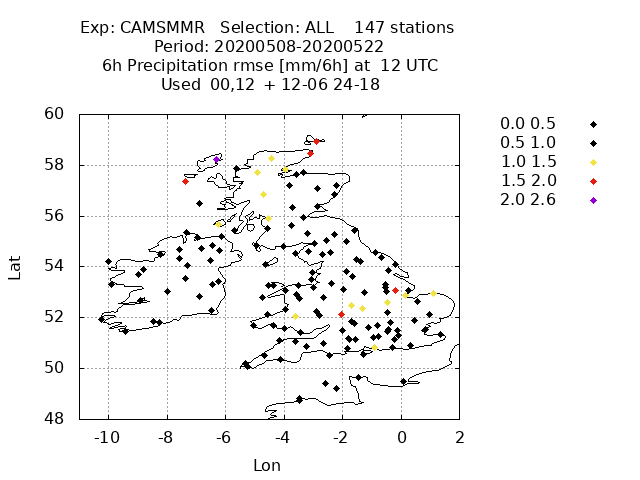 Exp: CAMSMMR   Selection: ALL    147 stations
Period: 20200508-20200522
6h Precipitation rmse [mm/6h] at  12 UTC
Used  00,12  + 12-06 24-18
60
58
56
54
52
50
48
Lat
-10 -8 -6 -4 -2 0 2
Lon
0.0 0.5
0.5 1.0
1.0 1.5
1.5 2.0
2.0 2.6